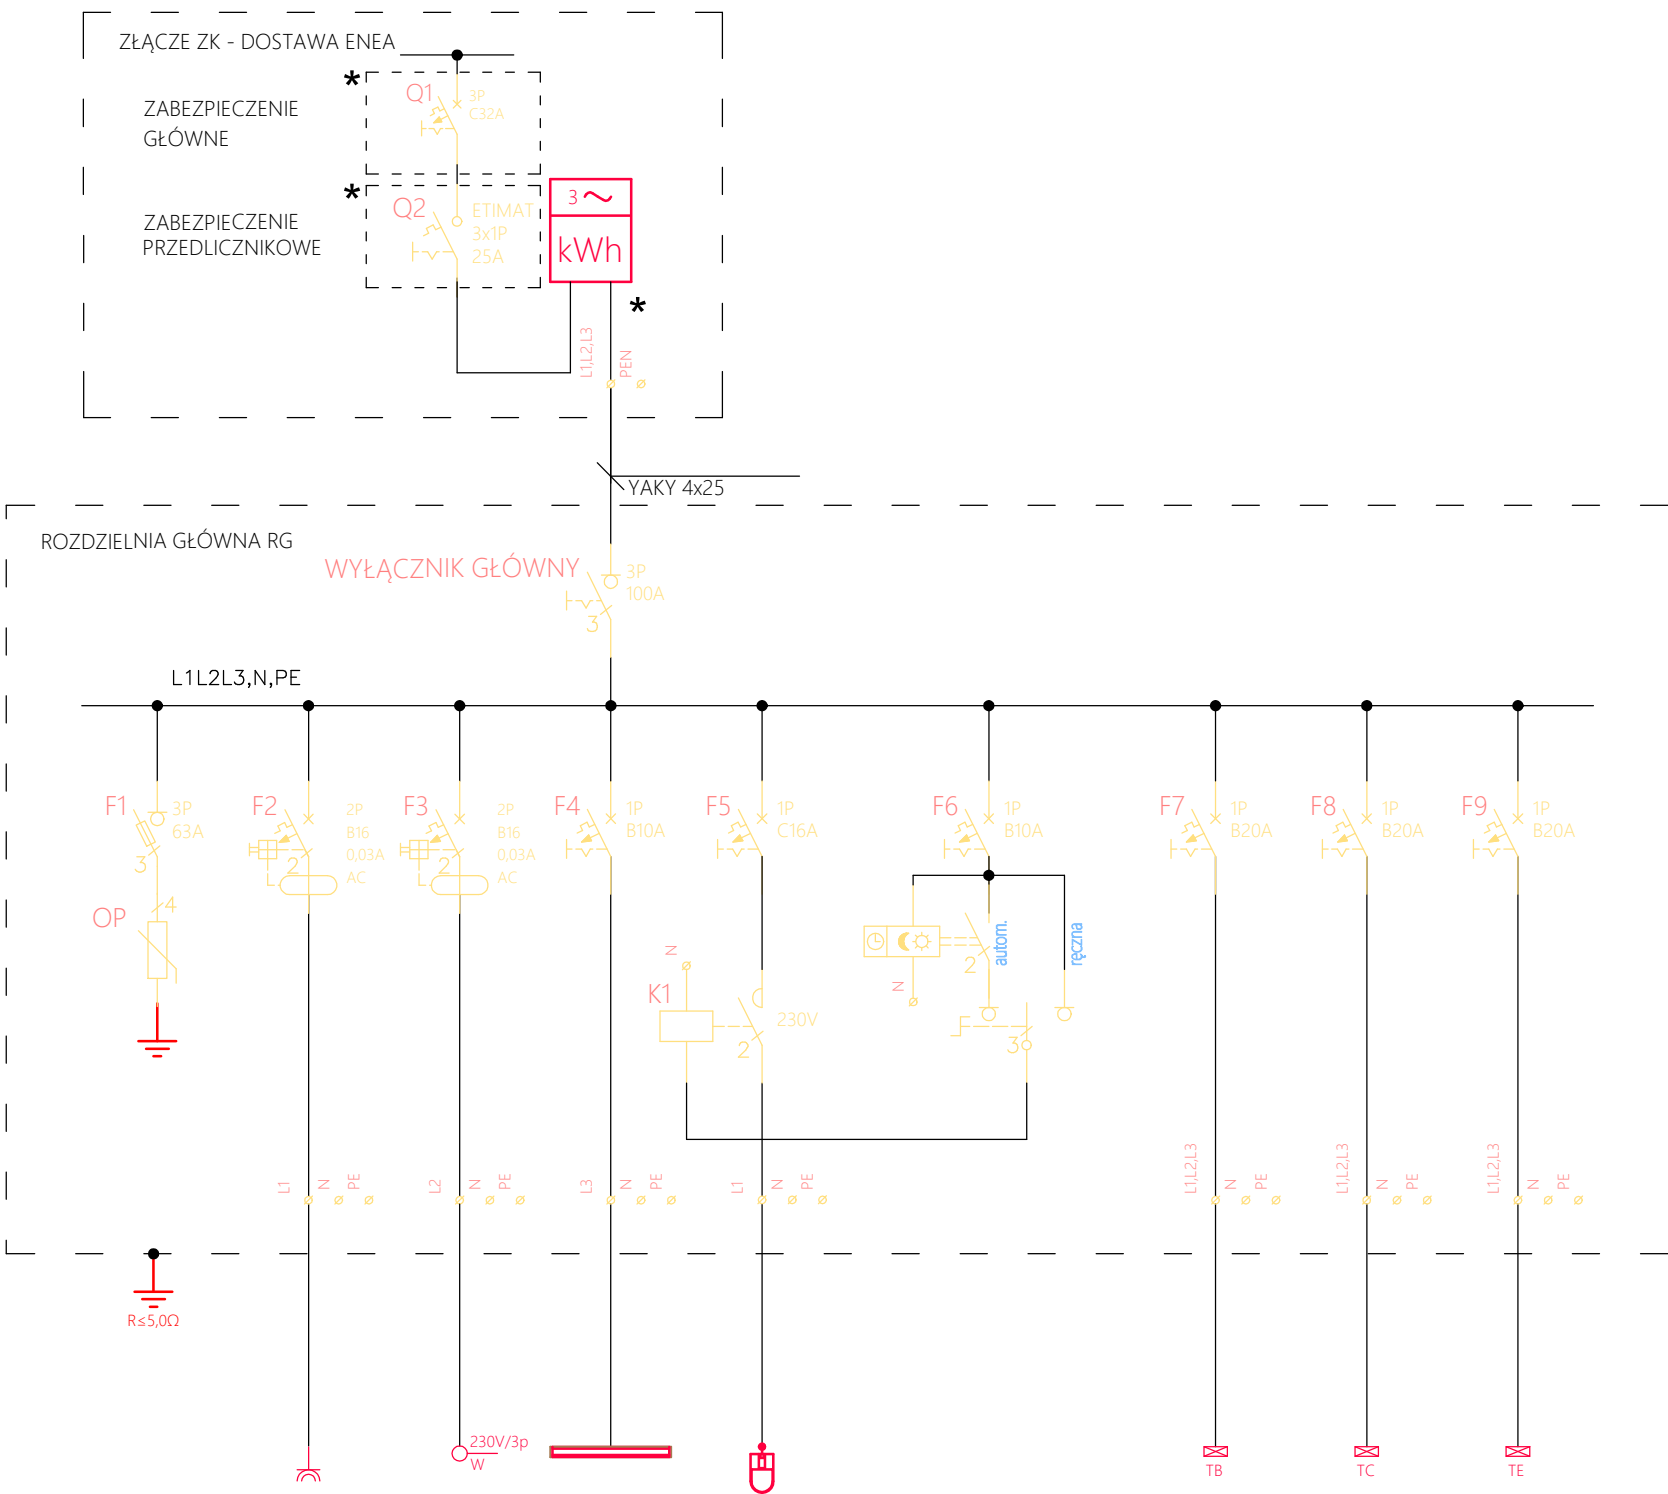 ZŁĄCZE ZK - DOSTAWA ENEA
*
Q1
3P
C32A
ZABEZPIECZENIE
GŁÓWNE
*
Q2
ETIMAT
3x1P
25A
ZABEZPIECZENIE
PRZEDLICZNIKOWE
3
kWh
*
L1,L2,L3
PEN
YAKY 4x25
ROZDZIELNIA GŁÓWNA RG
WYŁĄCZNIK GŁÓWNY
3P
100A
3
L1L2L3,N,PE
F1
3P
63A
3
OP
4
F2
2P
B16
0,03A
AC
2
F3
2P
B16
0,03A
AC
2
F4
1P
B10A
F5
1P
C16A
N
K1
230V
2
F6
1P
B10A
autom.
ręczna
2
N
3
F7
1P
B20A
F8
1P
B20A
F9
1P
B20A
L1
N
PE
L2
N
PE
L3
N
PE
L1
N
PE
L1,L2,L3
N
PE
L1,L2,L3
N
PE
L1,L2,L3
N
PE
R≤5,0Ω
230V/3p
W
TB
TC
TE